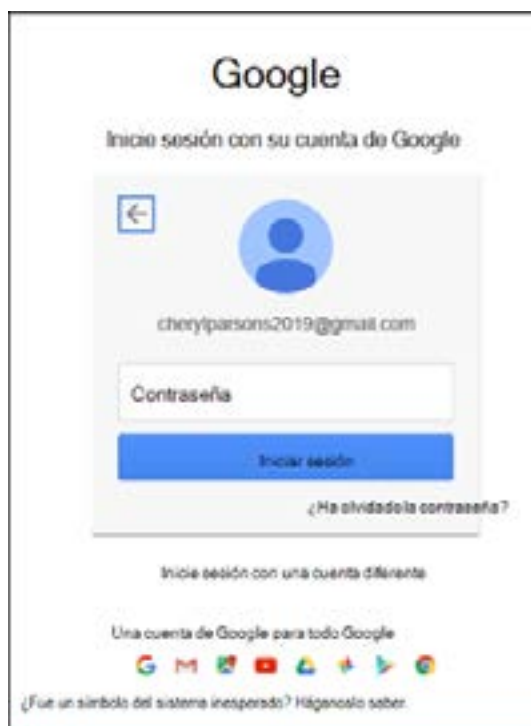 Google
Inicie sesión con su cuenta de Google
cherylparsons2019@gmail.com
Contraseña
Iniciar sesión
¿Ha olvidado la contraseña?
Inicie sesión con una cuenta diferente
Una cuenta de Google para todo Google
¿Fue un símbolo del sistema inesperado? Háganoslo saber.